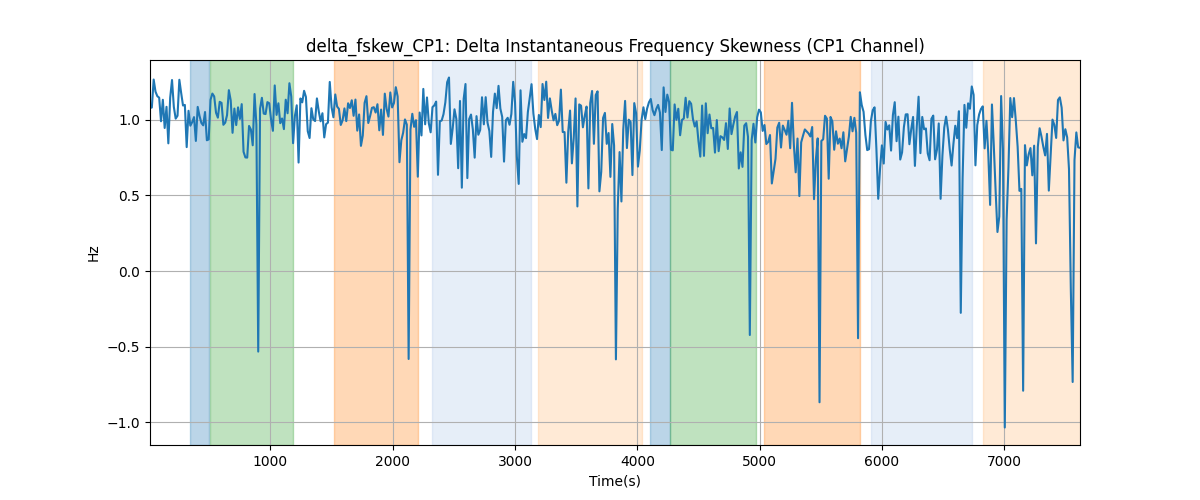 delta_fskew_CP1: Delta Instantaneous Frequency Skewness (CP1 Channel)
1.0
0.5
0.0
−0.5
−1.0
Hz
1000 2000 3000 4000 5000 6000 7000
Time(s)